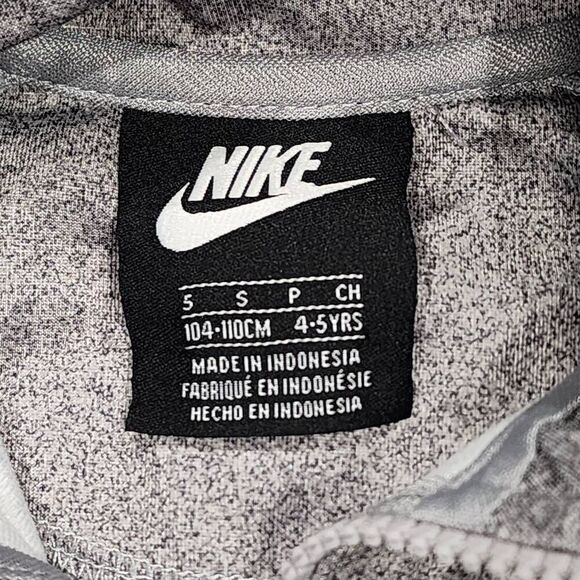 NIKE
5 S P CH
104-110CM 4-5YRS
MADE IN INDONESIA
FABRIQUÉ EN INDONÉSIE
HECHO EN INDONESIA